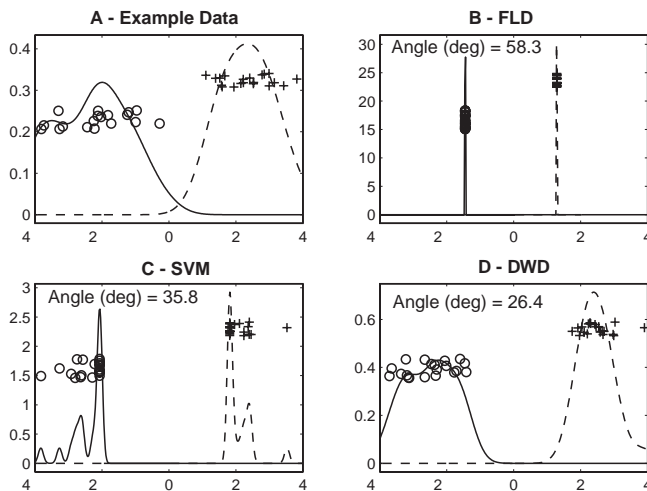 A - Example Data
0.4
0.3
0.2
0.1
0
4 2 0 2 4
B - FLD
Angle (deg) = 58.3
30
25
20
15
10
5
0
4 2 0 2 4
C - SVM
Angle (deg) = 35.8
3
2.5
2
1.5
1
0.5
0
4 2 0 2 4
D - DWD
Angle (deg) = 26.4
0.6
0.4
0.2
0
4 2 0 2 4